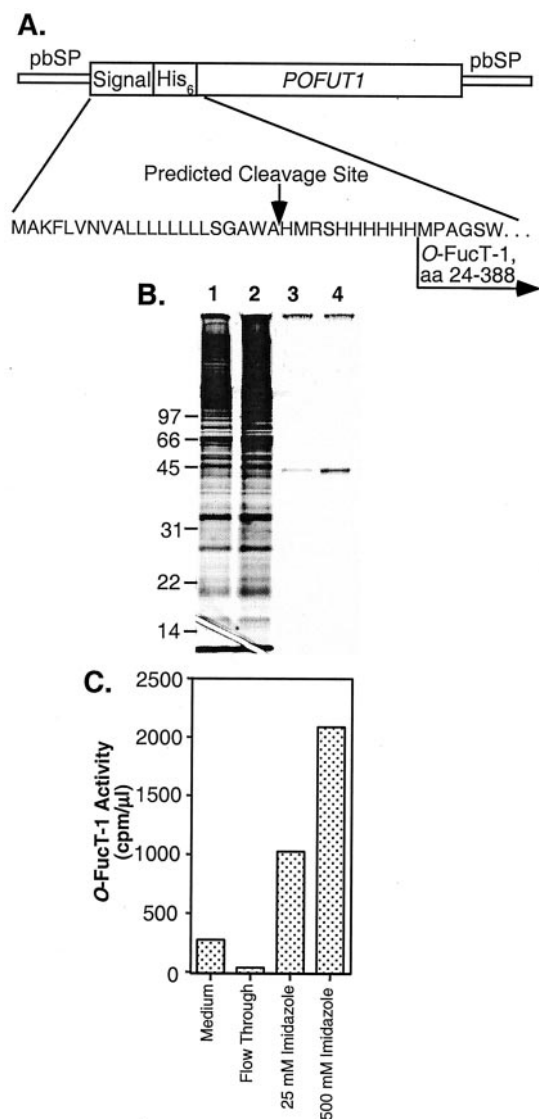 A.
pbSP
pbSP
Signal His6 POFUT1
Predicted Cleavage Site
MAKFLVNVALLLLLLLLSGAWAHMRSHHHHHHMPAGSW...
O-FucT-1,
aa 24-388
B.
1 2 3 4
97
66
45
31
22
14
C.
2500
2000
1500
1000
500
0
O-FucT-1 Activity
(cpm/µl)
Medium
Flow Through
25 mM Imidazole
500 mM Imidazole